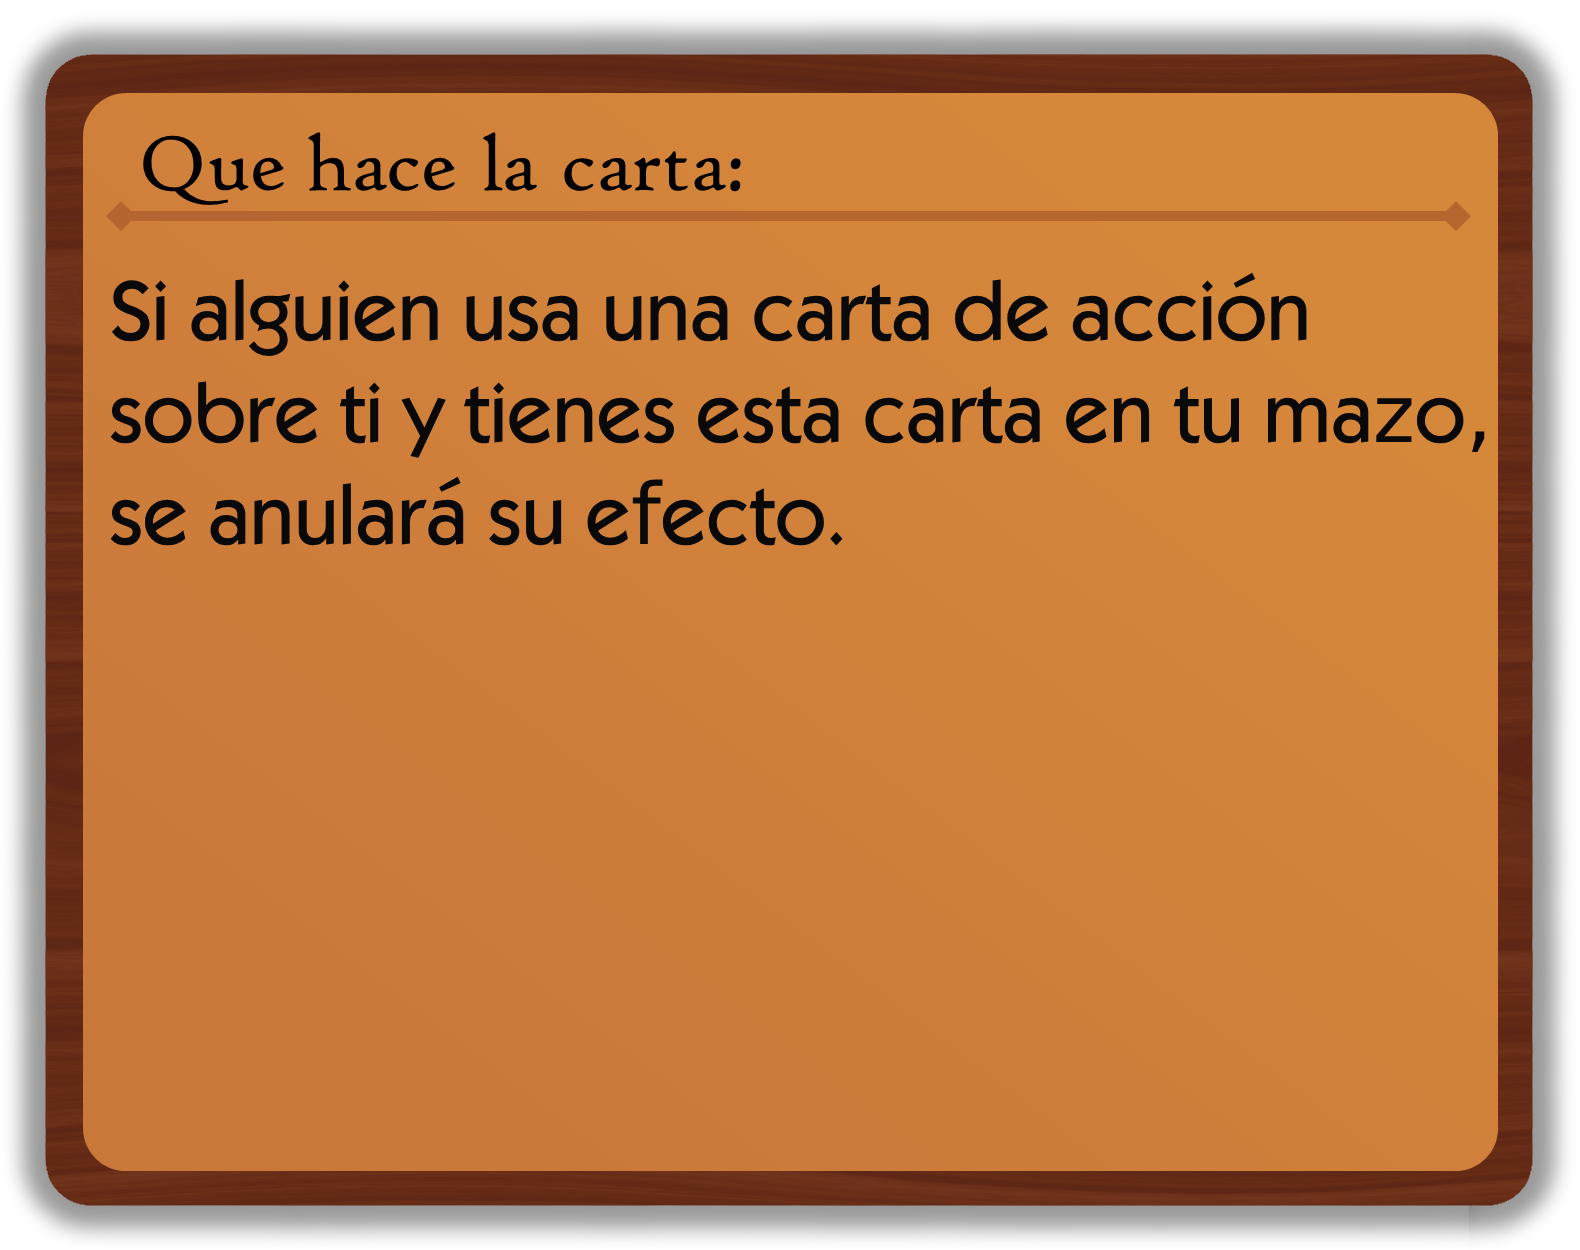 Que hace la carta:
Si alguien usa una carta de acción
sobre ti y tienes esta carta en tu mazo,
se anulará su efecto.